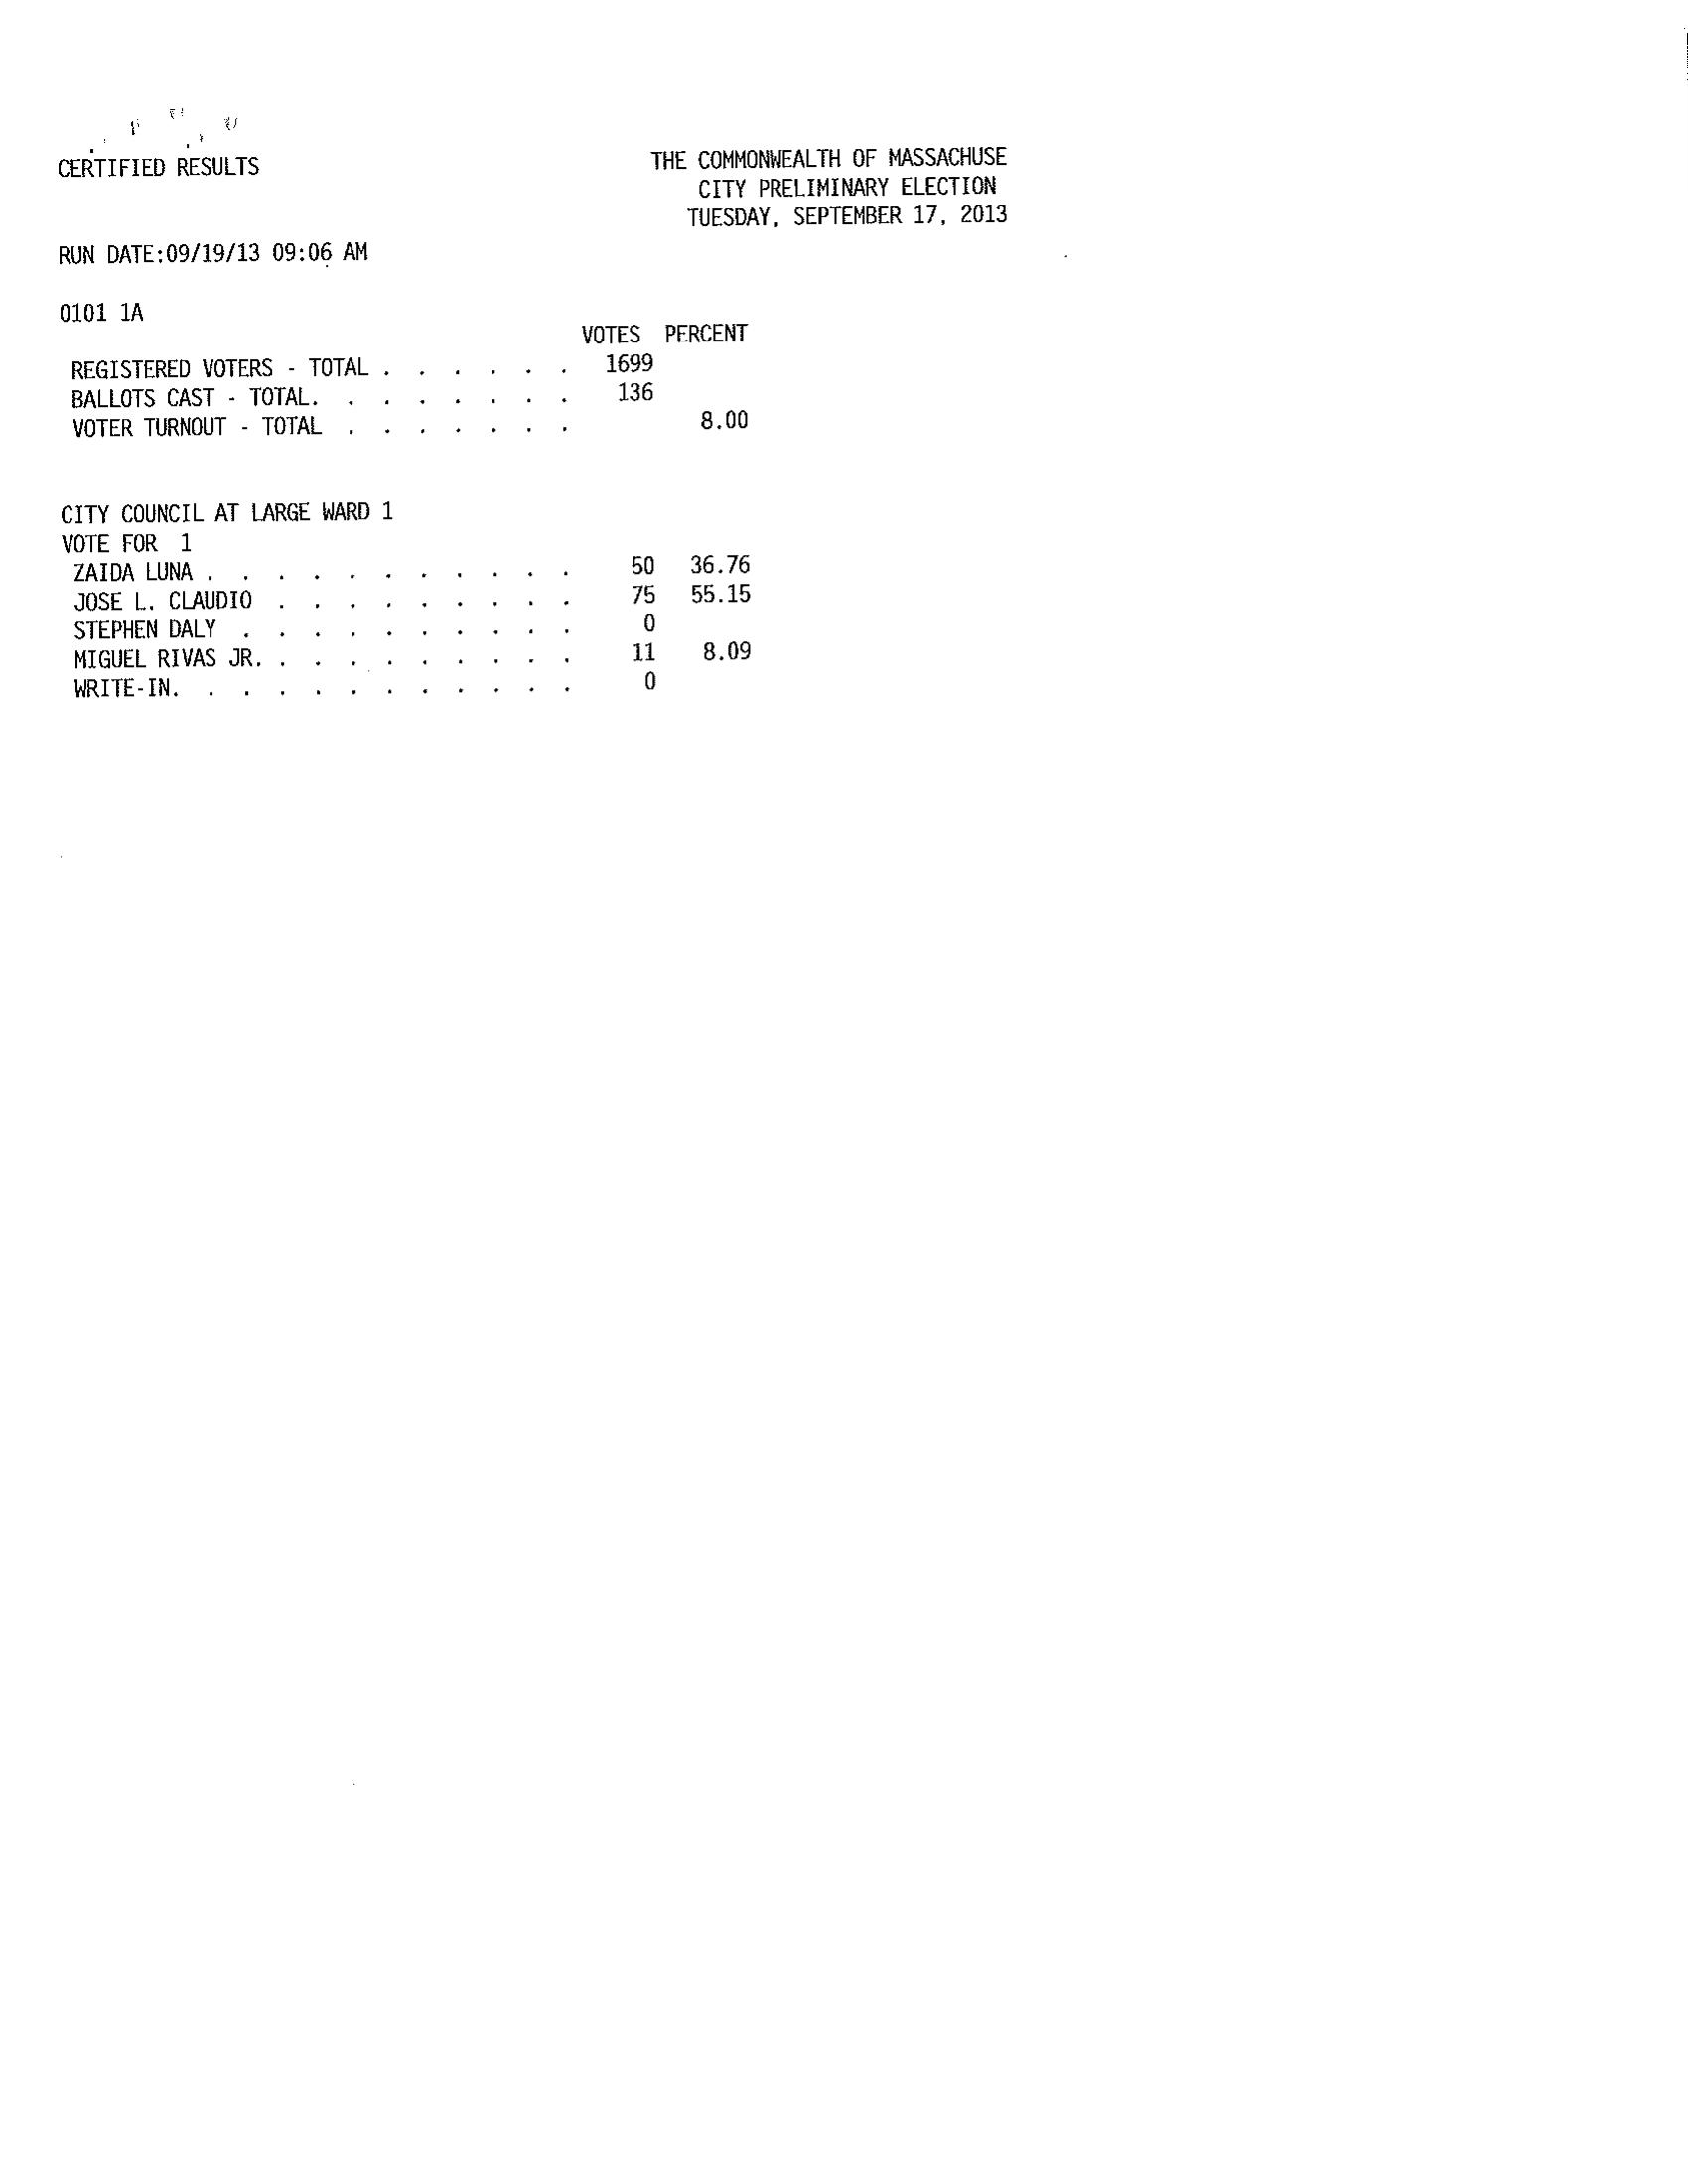 CERTIFIED RESULTS
THE COMMONWEALTH OF MASSACHUSE
CITY PRELIMINARY ELECTION
TUESDAY, SEPTEMBER 17, 2013
RUN DATE:09/19/13 09:06 AM
0101 1A
VOTES PERCENT
REGISTERED VOTERS - TOTAL . . . . . . 1699
BALLOTS CAST - TOTAL. . . . . . . . 136
VOTER TURNOUT - TOTAL . . . . . . . 8.00
CITY COUNCIL AT LARGE WARD 1
VOTE FOR 1
ZAIDA LUNA . . . . . . . . . . . 50 36.76
JOSE L. CLAUDIO . . . . . . . . . 75 55.15
STEPHEN DALY . . . . . . . . . . 0
MIGUEL RIVAS JR. . . . . . . . . . 11 8.09
WRITE-IN. . . . . . . . . . . . 0